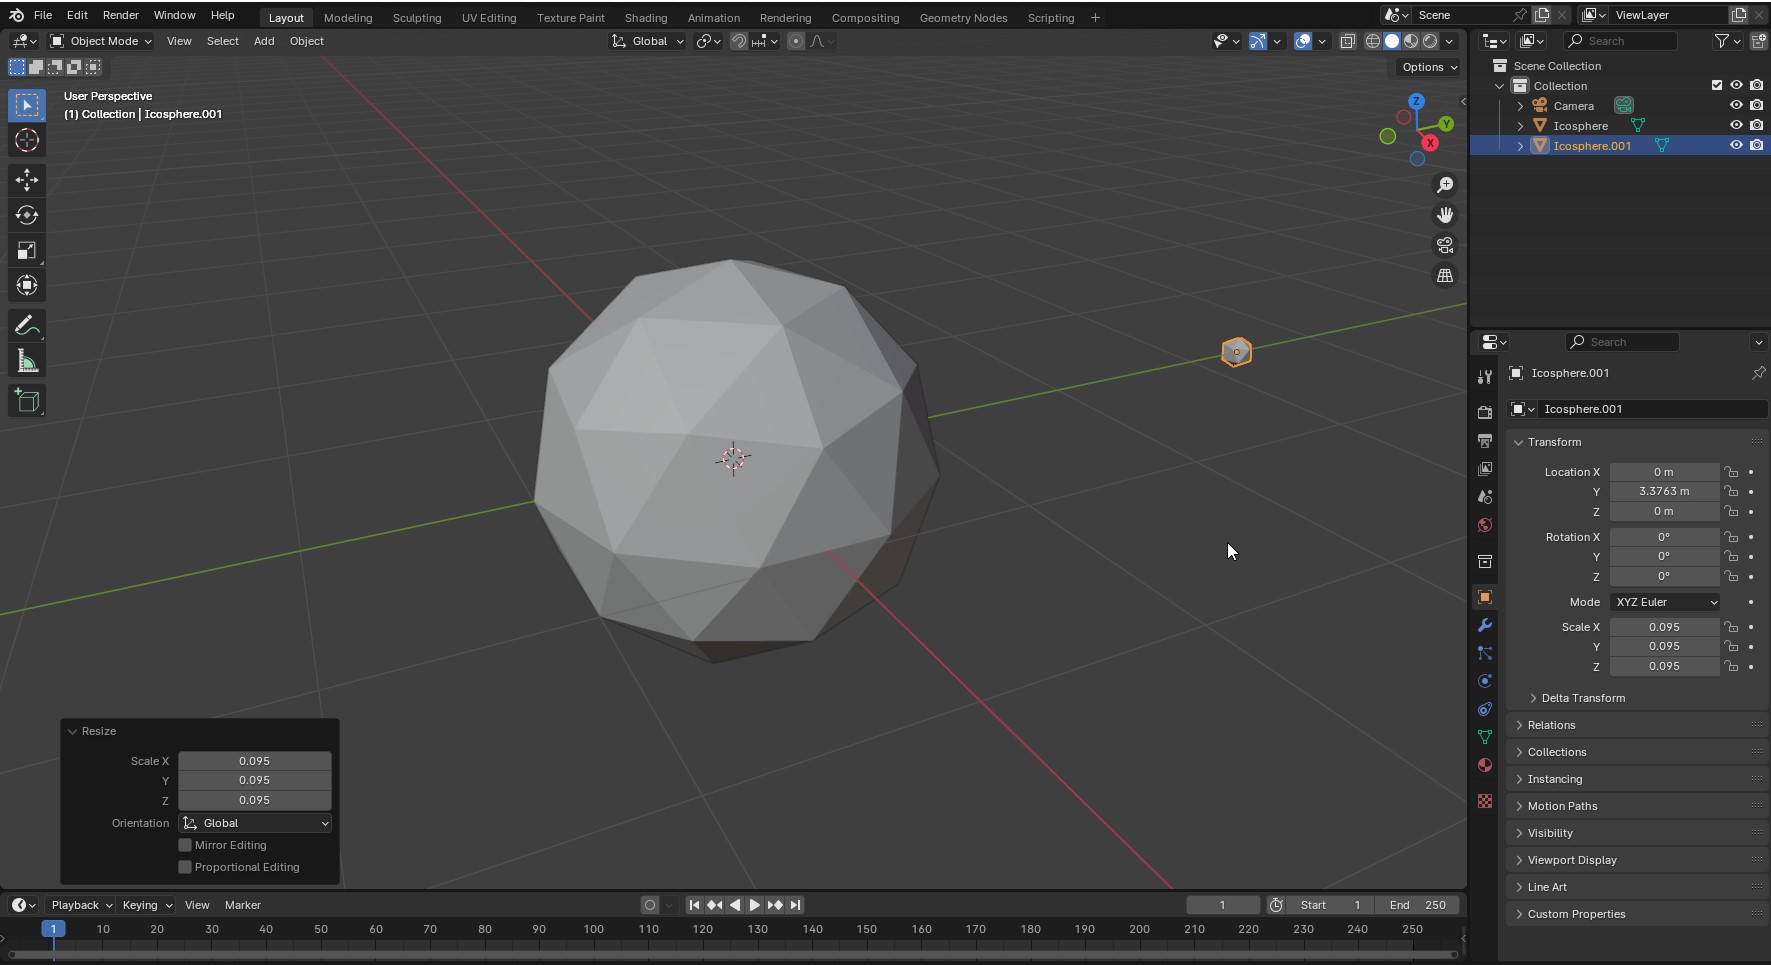 File Edit Render Window Help Layout Modeling Sculpting UV Editing Texture Paint Shading Animation Rendering Compositing Geometry Nodes Scripting + Scene ViewLayer
Object Mode View Select Add Object Global Search
Options
User Perspective
(1) Collection | Icosphere.001
Z
Y
X
Scene Collection
Collection
Camera
Icosphere
Icosphere.001
Search
Icosphere.001
Icosphere.001
Transform
Location X 0 m
Y 3.3763 m
Z 0 m
Rotation X 0°
Y 0°
Z 0°
Mode XYZ Euler
Scale X 0.095
Y 0.095
Z 0.095
Delta Transform
Relations
Collections
Instancing
Motion Paths
Visibility
Viewport Display
Line Art
Custom Properties
Resize
Scale X 0.095
Y 0.095
Z 0.095
Orientation Global
Mirror Editing
Proportional Editing
Playback Keying View Marker 1 Start 1 End 250
1 10 20 30 40 50 60 70 80 90 100 110 120 130 140 150 160 170 180 190 200 210 220 230 240 250